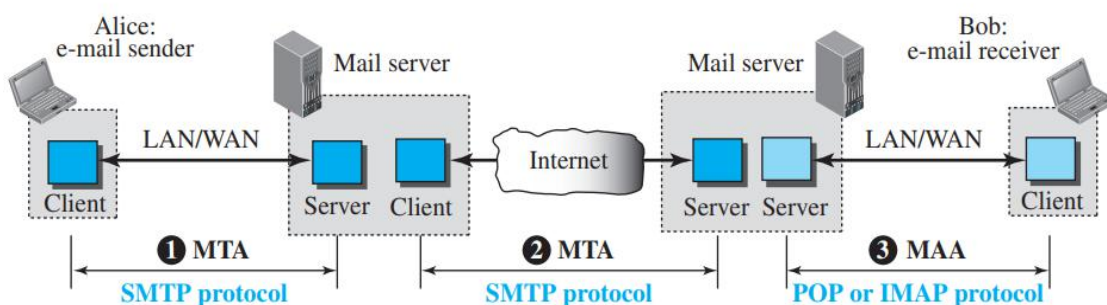 Alice:
e-mail sender
Bob:
e-mail receiver
Mail server
Mail server
LAN/WAN
Internet
LAN/WAN
Client
Server
Client
Server
Server
Client
1 MTA
2 MTA
3 MAA
SMTP protocol
SMTP protocol
POP or IMAP protocol